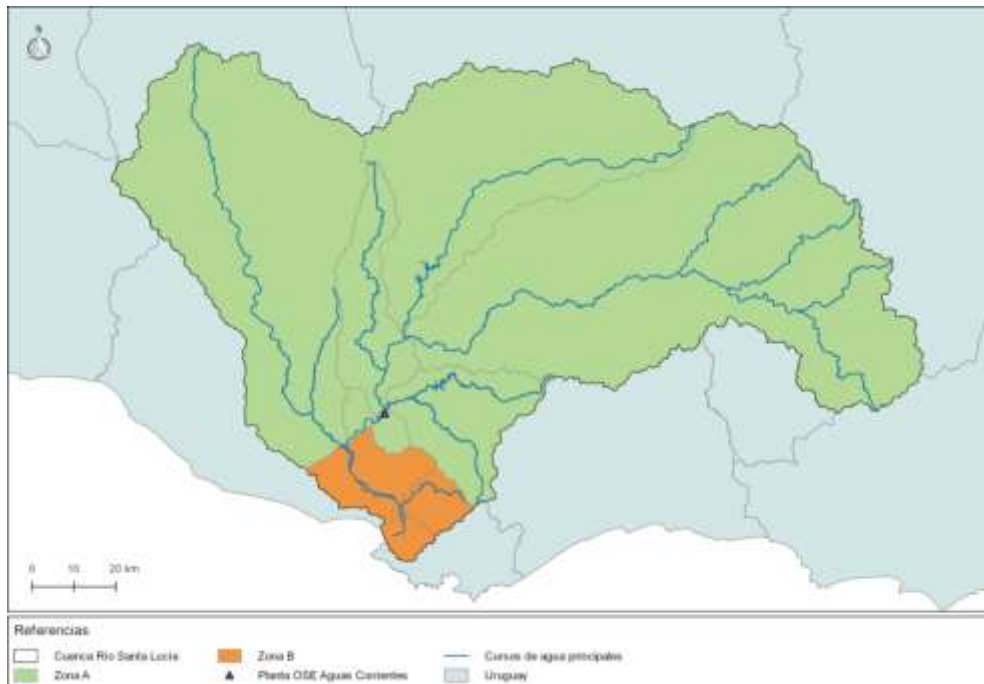 N
0 10 20 km
Referencias
Cuenca Río Santa Lucía
Zona B
Cursos de agua principales
Zona A
Planta OSE Aguas Corrientes
Uruguay